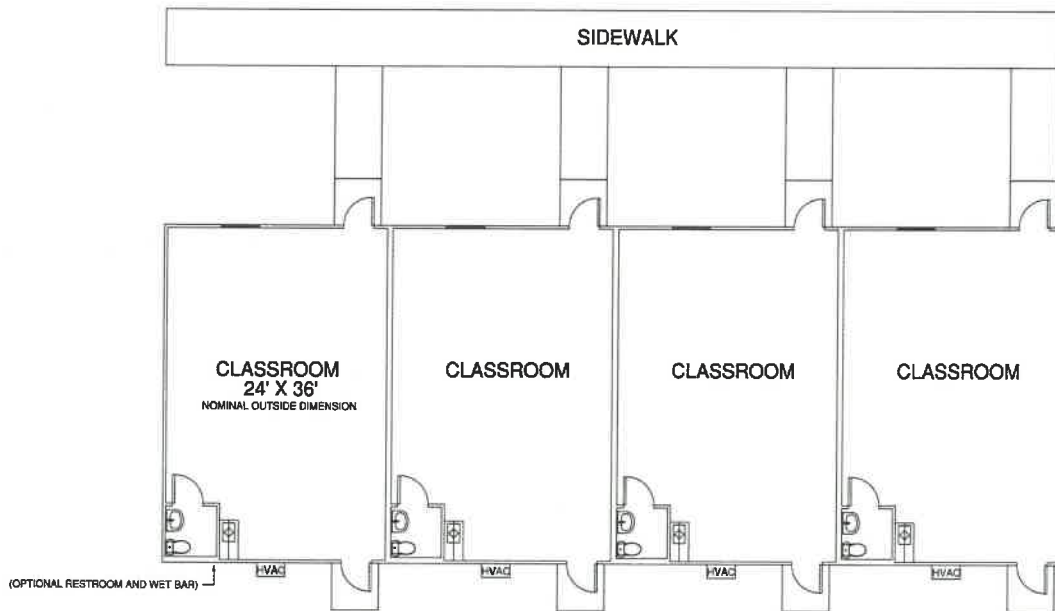 SIDEWALK
CLASSROOM
24' X 36'
NOMINAL OUTSIDE DIMENSION
CLASSROOM
CLASSROOM
CLASSROOM
(OPTIONAL RESTROOM AND WET BAR)
HVAC
HVAC
HVAC
HVAC